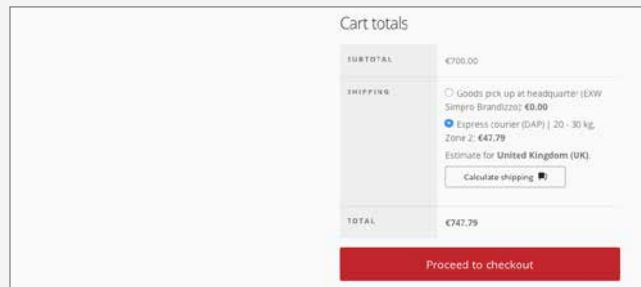 Cart totals
SUBTOTAL €700.00
SHIPPING Goods pick up at headquarter (EXW
Simpro Brandizzo): €0.00
Express courier (DAP) | 20 - 30 kg,
Zone 2: €47.79
Estimate for United Kingdom (UK).
Calculate shipping
TOTAL €747.79
Proceed to checkout